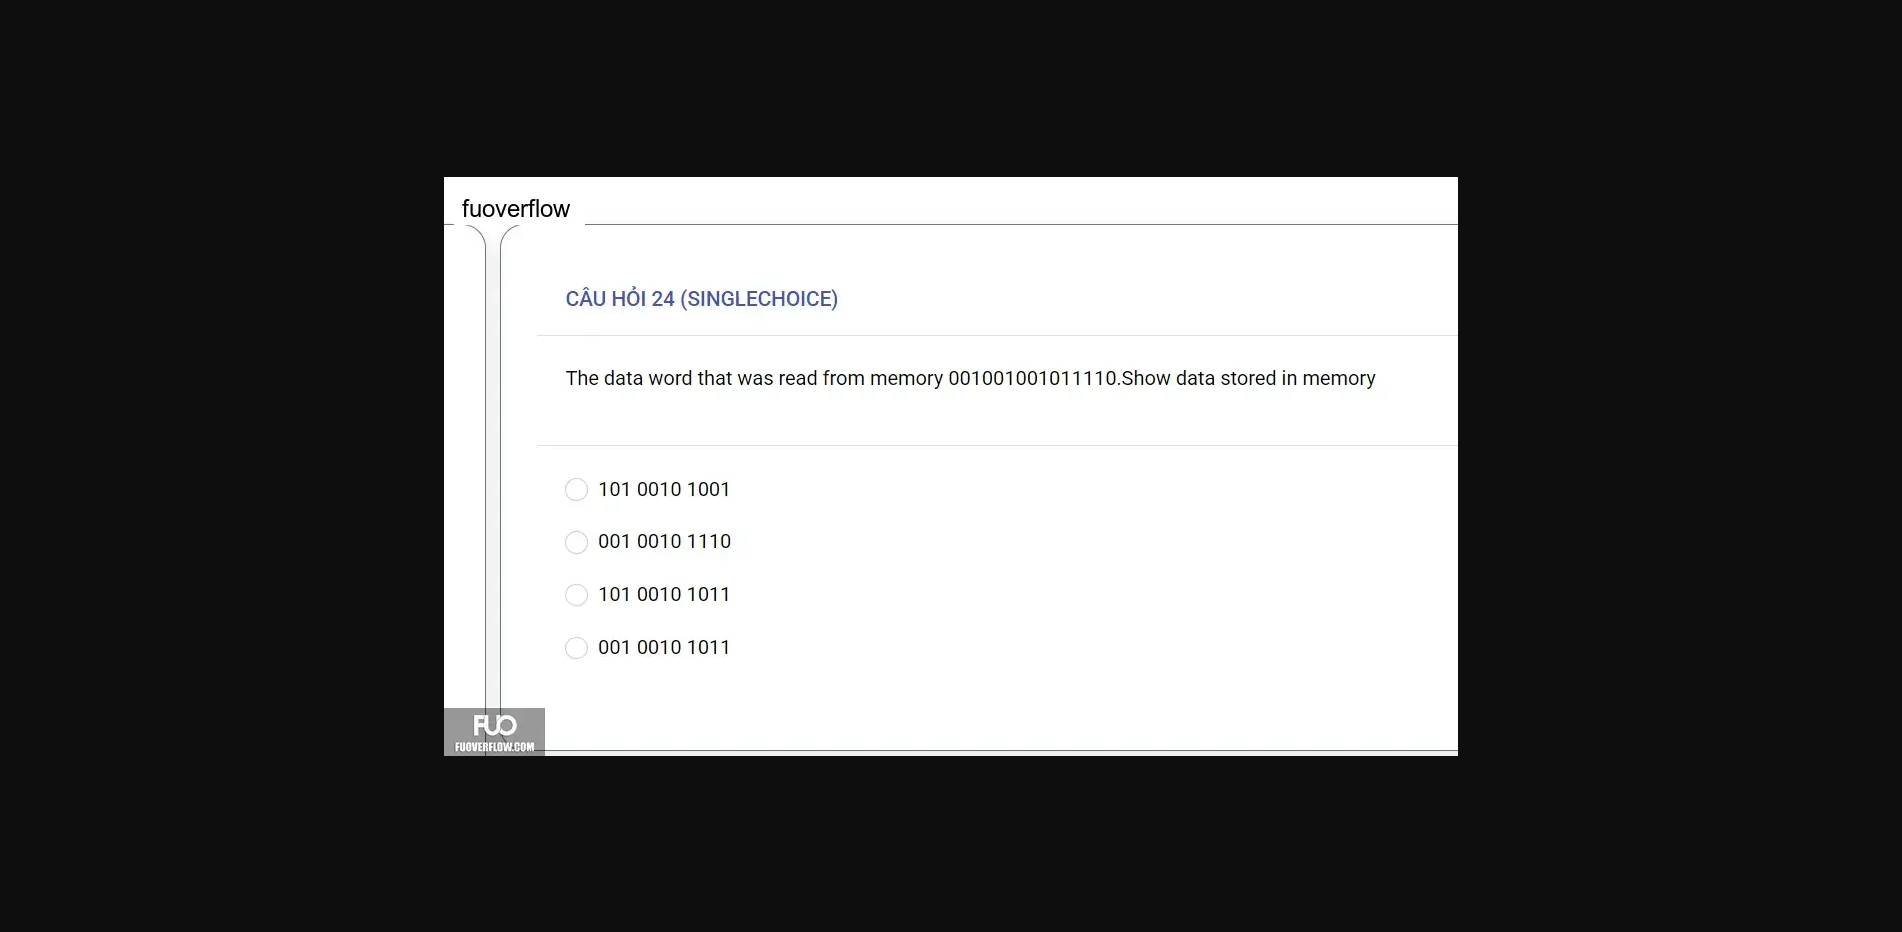 fuoverflow
CÂU HỎI 24 (SINGLECHOICE)
The data word that was read from memory 001001001011110.Show data stored in memory
101 0010 1001
001 0010 1110
101 0010 1011
001 0010 1011
FUO
FUOVERFLOW.COM